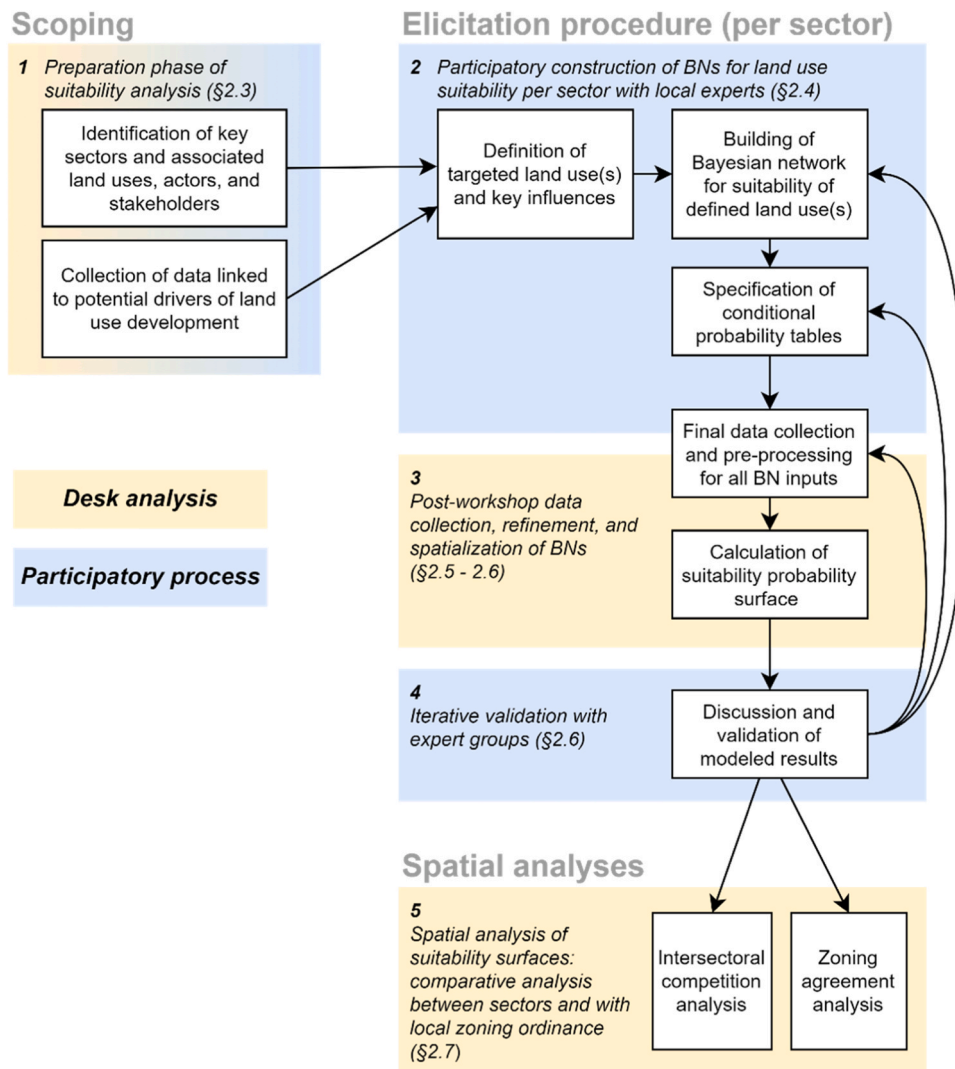 Scoping
1 Preparation phase of
suitability analysis (§2.3)
Identification of key
sectors and associated
land uses, actors, and
stakeholders
Collection of data linked
to potential drivers of land
use development
Desk analysis
Participatory process
Elicitation procedure (per sector)
2 Participatory construction of BNs for land use
suitability per sector with local experts (§2.4)
Definition of
targeted land use(s)
and key influences
Building of
Bayesian network
for suitability of
defined land use(s)
Specification of
conditional
probability tables
Final data collection
and pre-processing
for all BN inputs
3
Post-workshop data
collection, refinement, and
spatialization of BNs
(§2.5 - 2.6)
Calculation of
suitability probability
surface
4
Iterative validation with
expert groups (§2.6)
Discussion and
validation of
modeled results
Spatial analyses
5
Spatial analysis of
suitability surfaces:
comparative analysis
between sectors and with
local zoning ordinance
(§2.7)
Intersectoral
competition
analysis
Zoning
agreement
analysis